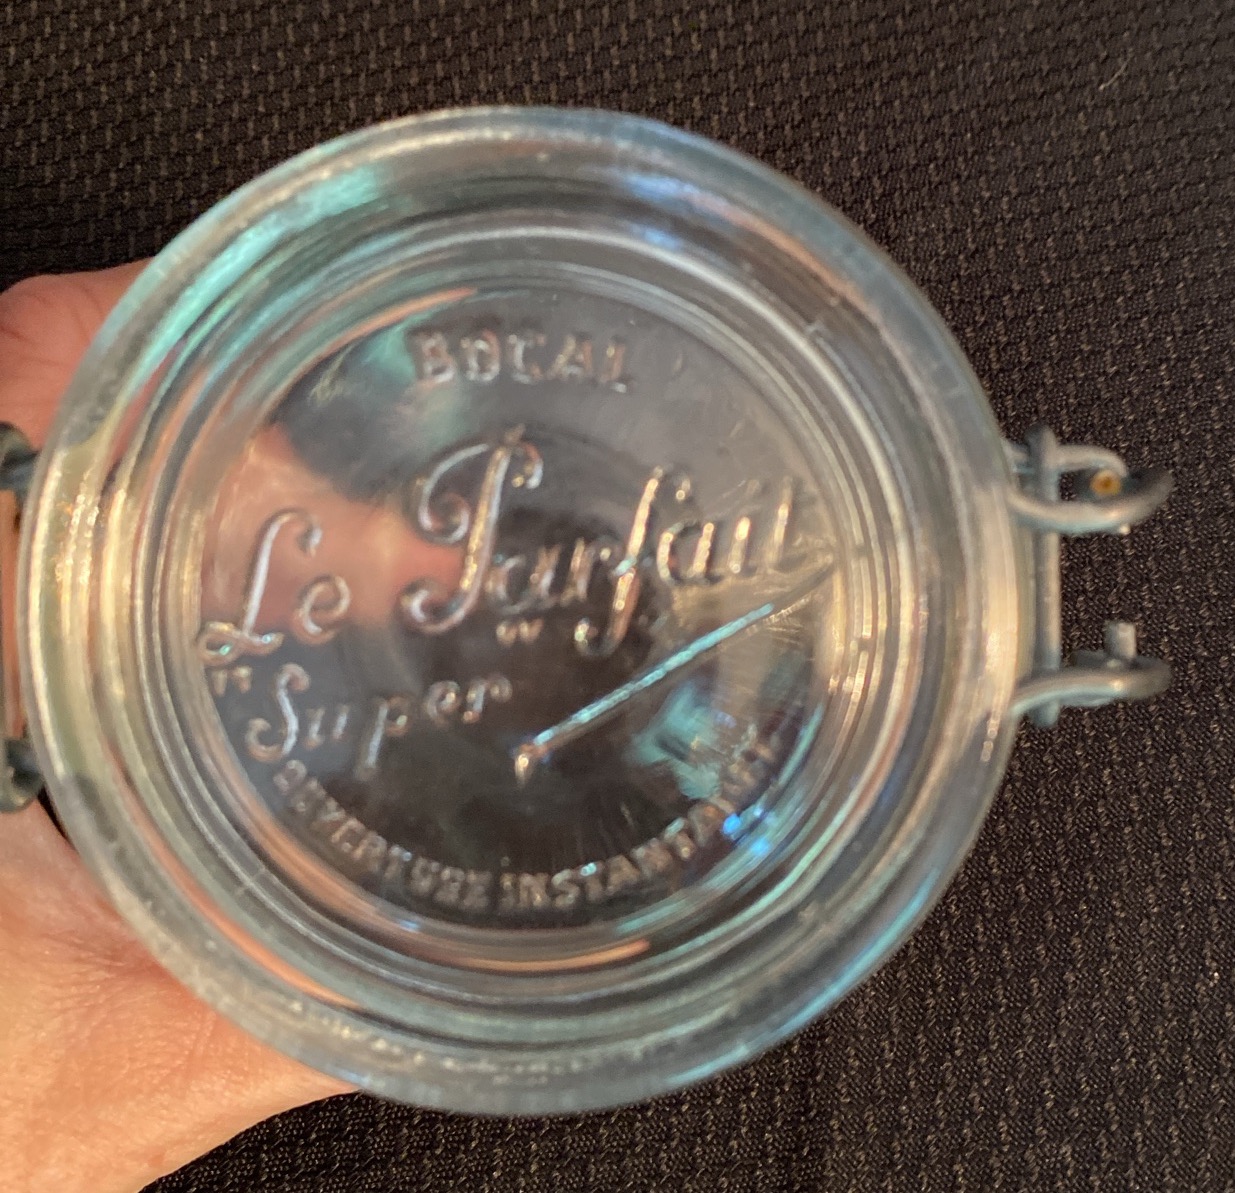 BOCAL
Le Parfait
"Super"
OUVERTURE INSTANTANÉE